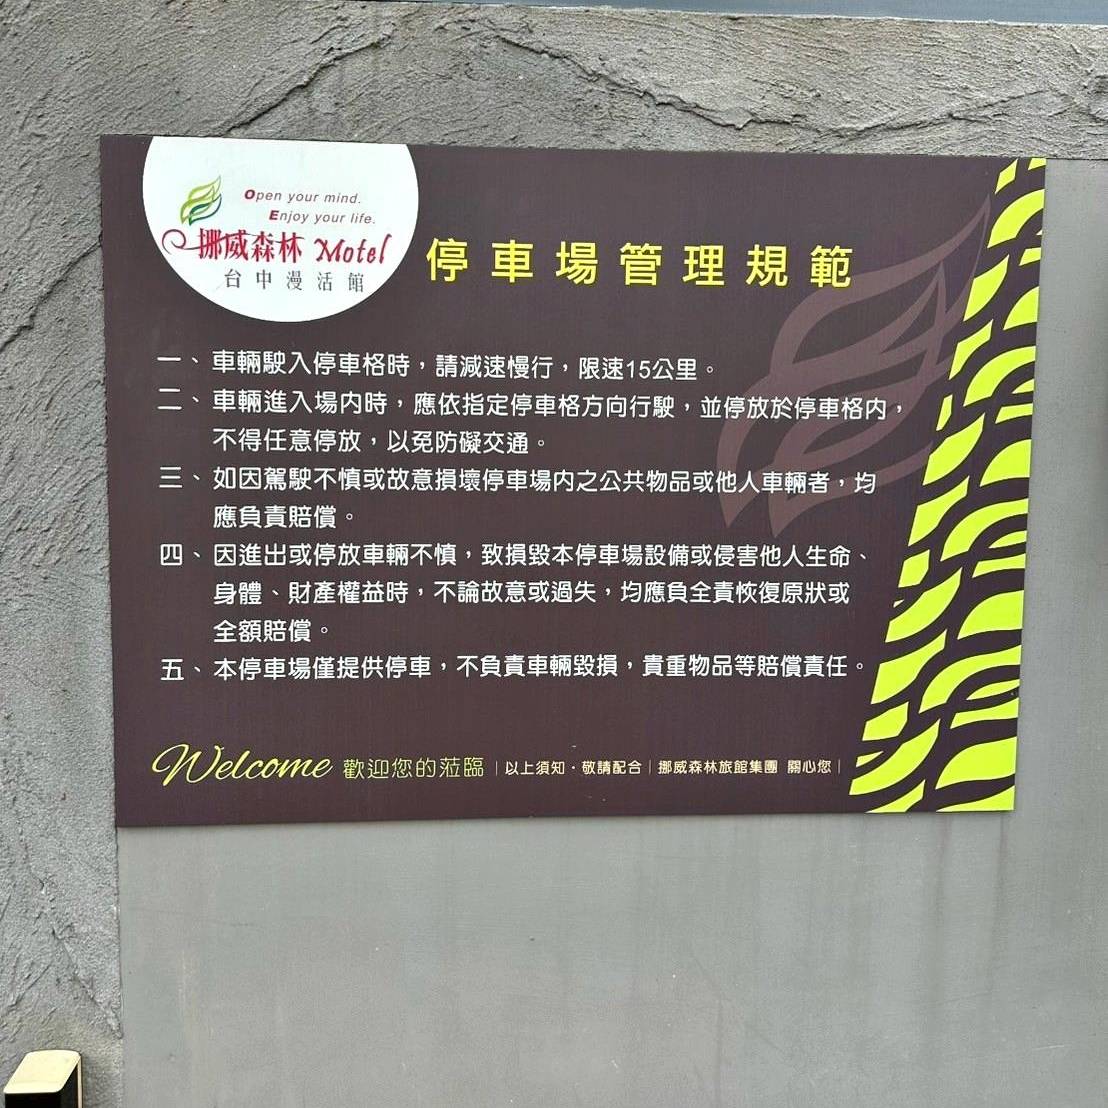 Open your mind.
Enjoy your life.
挪威森林 Motel
台中漫活館
停車場管理規範
一、車輛駛入停車格時，請減速慢行，限速15公里。
二、車輛進入場內時，應依指定停車格方向行駛，並停放於停車格內，
不得任意停放，以免防礙交通。
三、如因駕駛不慎或故意損壞停車場內之公共物品或他人車輛者，均
應負責賠償。
四、因進出或停放車輛不慎，致損毀本停車場設備或侵害他人生命、
身體、財產權益時，不論故意或過失，均應負全責恢復原狀或
全額賠償。
五、本停車場僅提供停車，不負責車輛毀損，貴重物品等賠償責任。
Welcome 歡迎您的蒞臨 | 以上須知・敬請配合 | 挪威森林旅館集團 關心您 |